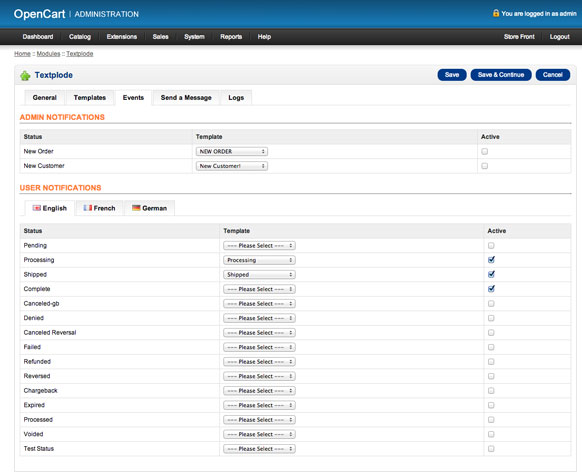 OpenCart | ADMINISTRATION You are logged in as admin
Dashboard Catalog Extensions Sales System Reports Help Store Front Logout
Home :: Modules :: Textplode
Textplode Save Save & Continue Cancel
General Templates Events Send a Message Logs
ADMIN NOTIFICATIONS
Status Template Active
New Order NEW ORDER
New Customer New Customer!
USER NOTIFICATIONS
English French German
Status Template Active
Pending --- Please Select ---
Processing Processing
Shipped Shipped
Complete --- Please Select ---
Canceled-gb --- Please Select ---
Denied --- Please Select ---
Canceled Reversal --- Please Select ---
Failed --- Please Select ---
Refunded --- Please Select ---
Reversed --- Please Select ---
Chargeback --- Please Select ---
Expired --- Please Select ---
Processed --- Please Select ---
Voided --- Please Select ---
Test Status --- Please Select ---